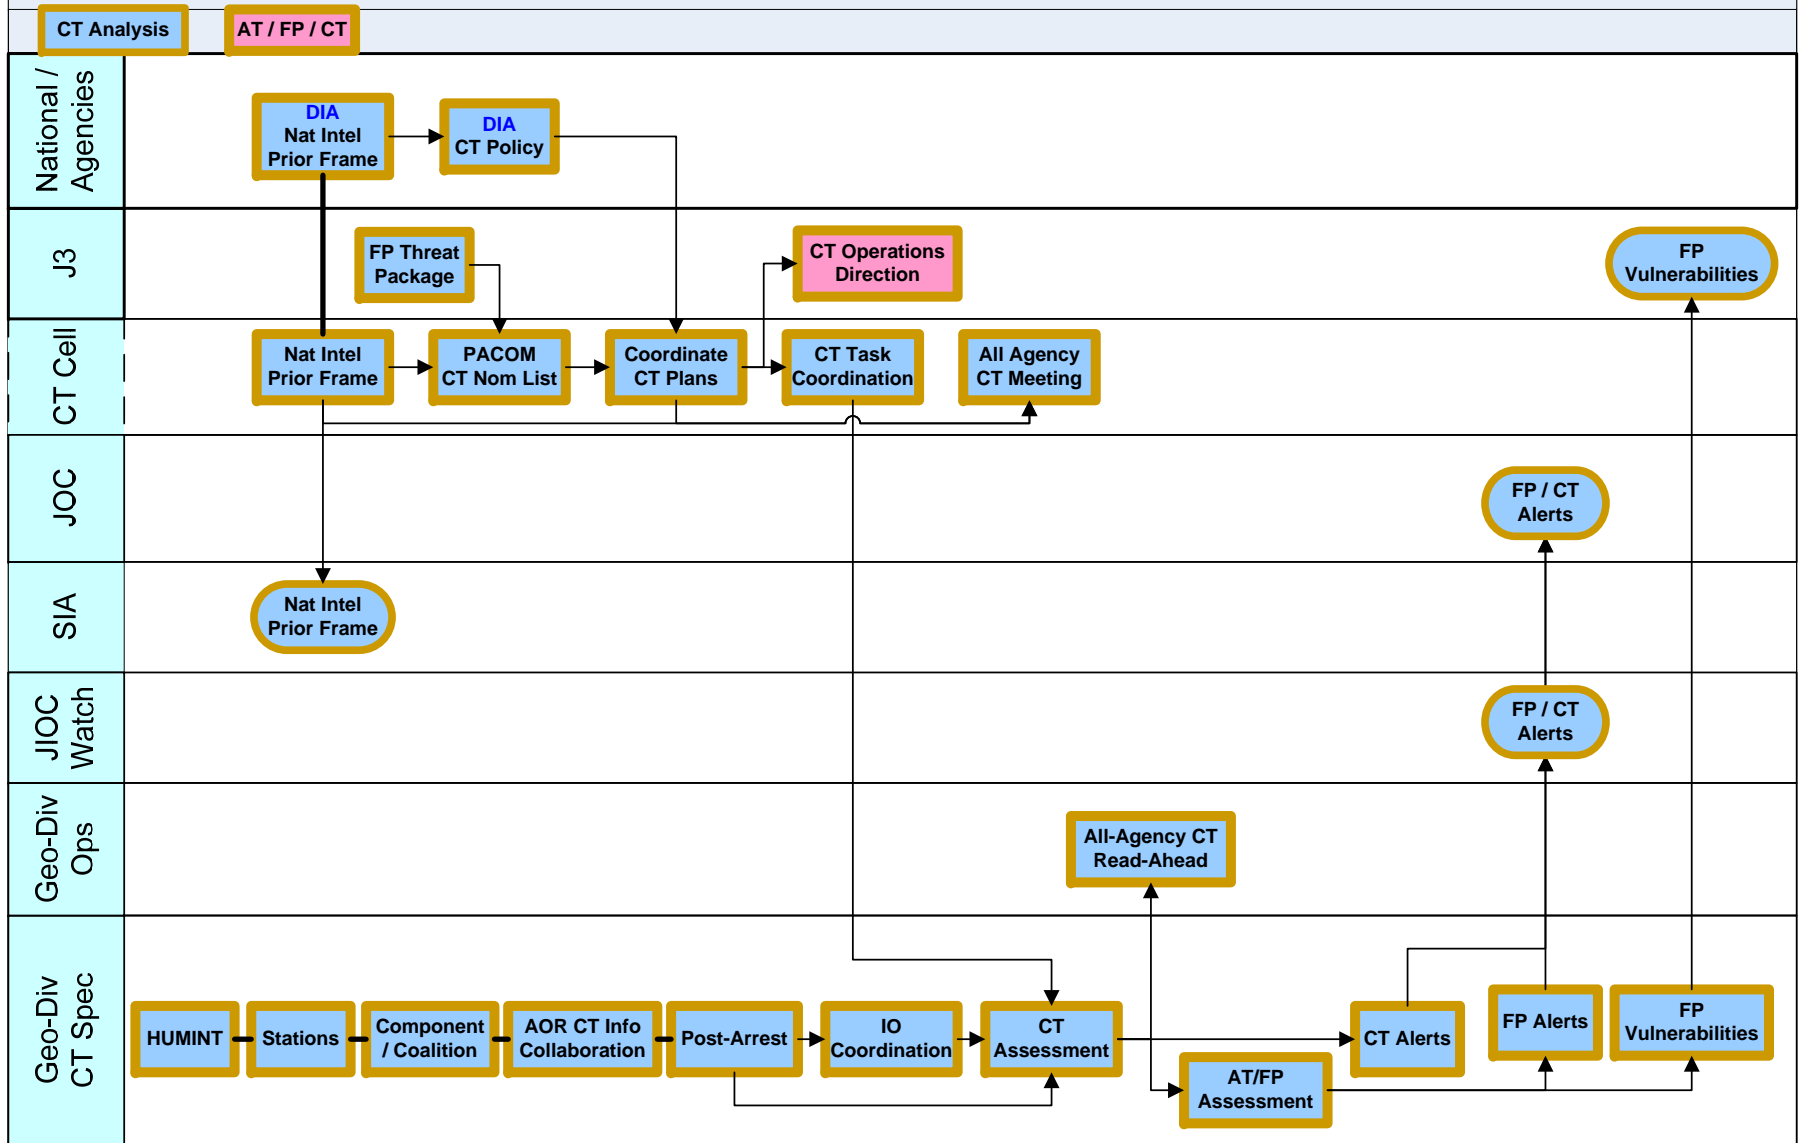 CT Analysis
AT / FP / CT
National /
Agencies
DIA
Nat Intel
Prior Frame
DIA
CT Policy
J3
FP Threat
Package
CT Operations
Direction
FP
Vulnerabilities
CT Cell
Nat Intel
Prior Frame
PACOM
CT Nom List
Coordinate
CT Plans
CT Task
Coordination
All Agency
CT Meeting
JOC
FP / CT
Alerts
SIA
Nat Intel
Prior Frame
JIOC
Watch
FP / CT
Alerts
Geo-Div
Ops
All-Agency CT
Read-Ahead
Geo-Div
CT Spec
HUMINT
Stations
Component
/ Coalition
AOR CT Info
Collaboration
Post-Arrest
IO
Coordination
CT
Assessment
AT/FP
Assessment
CT Alerts
FP Alerts
FP
Vulnerabilities